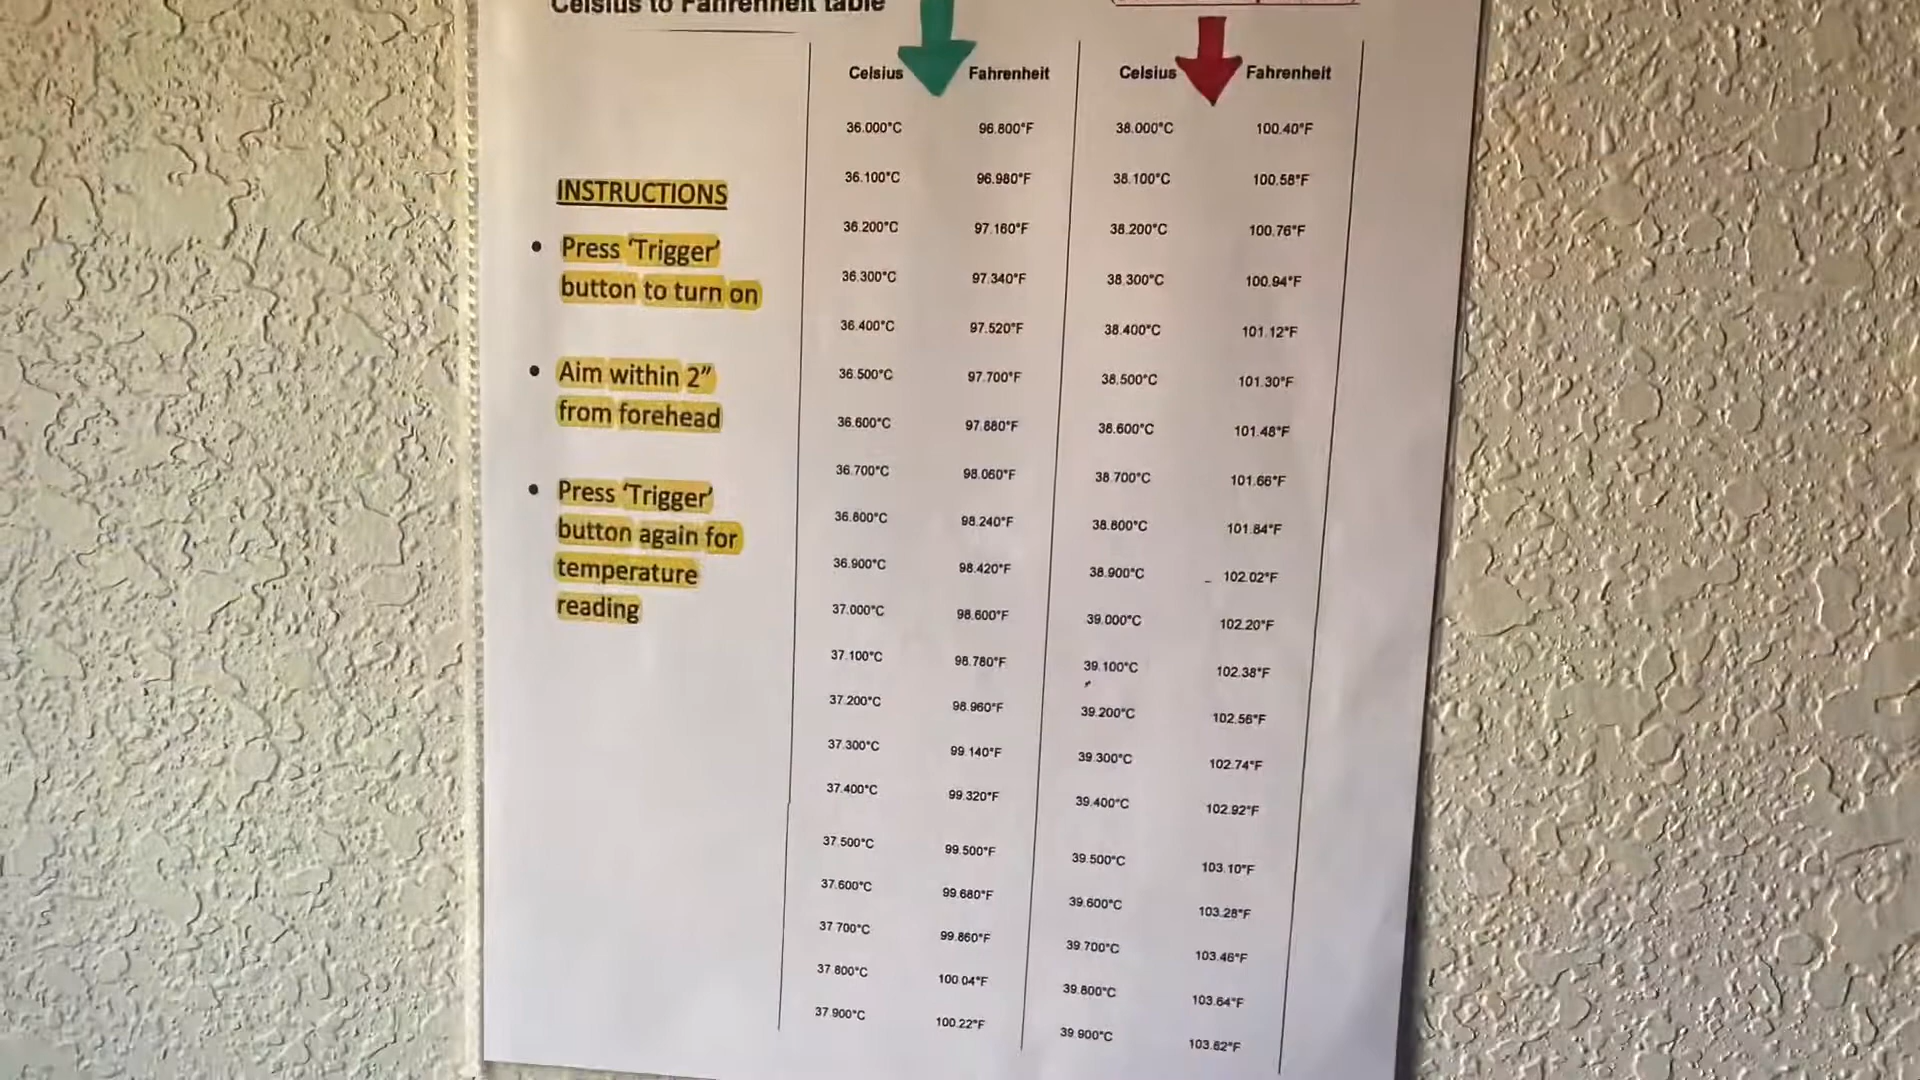 Celsius to Fahrenheit table
Celsius Fahrenheit Celsius Fahrenheit
36.000°C 96.800°F 38.000°C 100.40°F
36.100°C 96.980°F 38.100°C 100.58°F
INSTRUCTIONS
36.200°C 97.160°F 38.200°C 100.76°F
• Press ‘Trigger’
36.300°C 97.340°F 38.300°C 100.94°F
button to turn on
36.400°C 97.520°F 38.400°C 101.12°F
• Aim within 2”
36.500°C 97.700°F 38.500°C 101.30°F
from forehead
36.600°C 97.880°F 38.600°C 101.48°F
36.700°C 98.060°F 38.700°C 101.66°F
• Press ‘Trigger’
36.800°C 98.240°F 38.800°C 101.84°F
button again for
36.900°C 98.420°F 38.900°C 102.02°F
temperature
37.000°C 98.600°F 39.000°C 102.20°F
reading
37.100°C 98.780°F 39.100°C 102.38°F
37.200°C 98.960°F 39.200°C 102.56°F
37.300°C 99.140°F 39.300°C 102.74°F
37.400°C 99.320°F 39.400°C 102.92°F
37.500°C 99.500°F 39.500°C 103.10°F
37.600°C 99.680°F 39.600°C 103.28°F
37.700°C 99.860°F 39.700°C 103.46°F
37.800°C 100.04°F 39.800°C 103.64°F
37.900°C 100.22°F 39.900°C 103.82°F